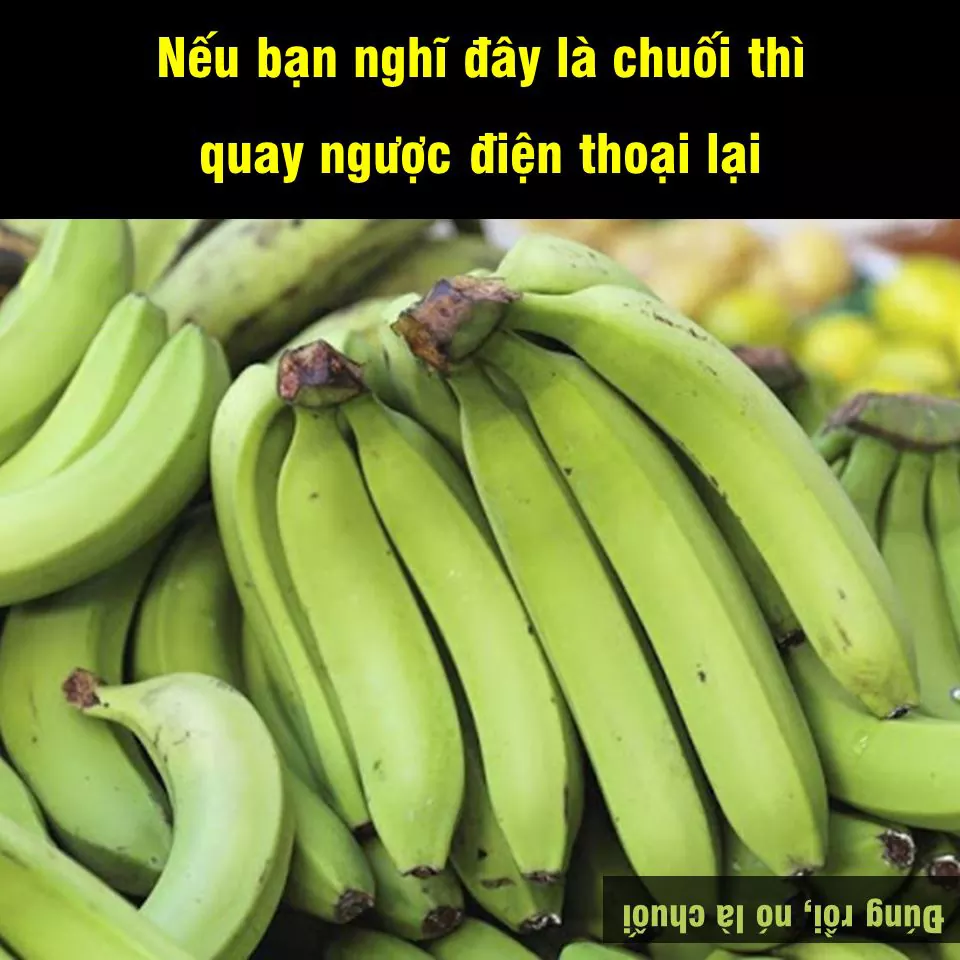 Nếu bạn nghĩ đây là chuối thì
quay ngược điện thoại lại
Đúng rồi, nó là chuối